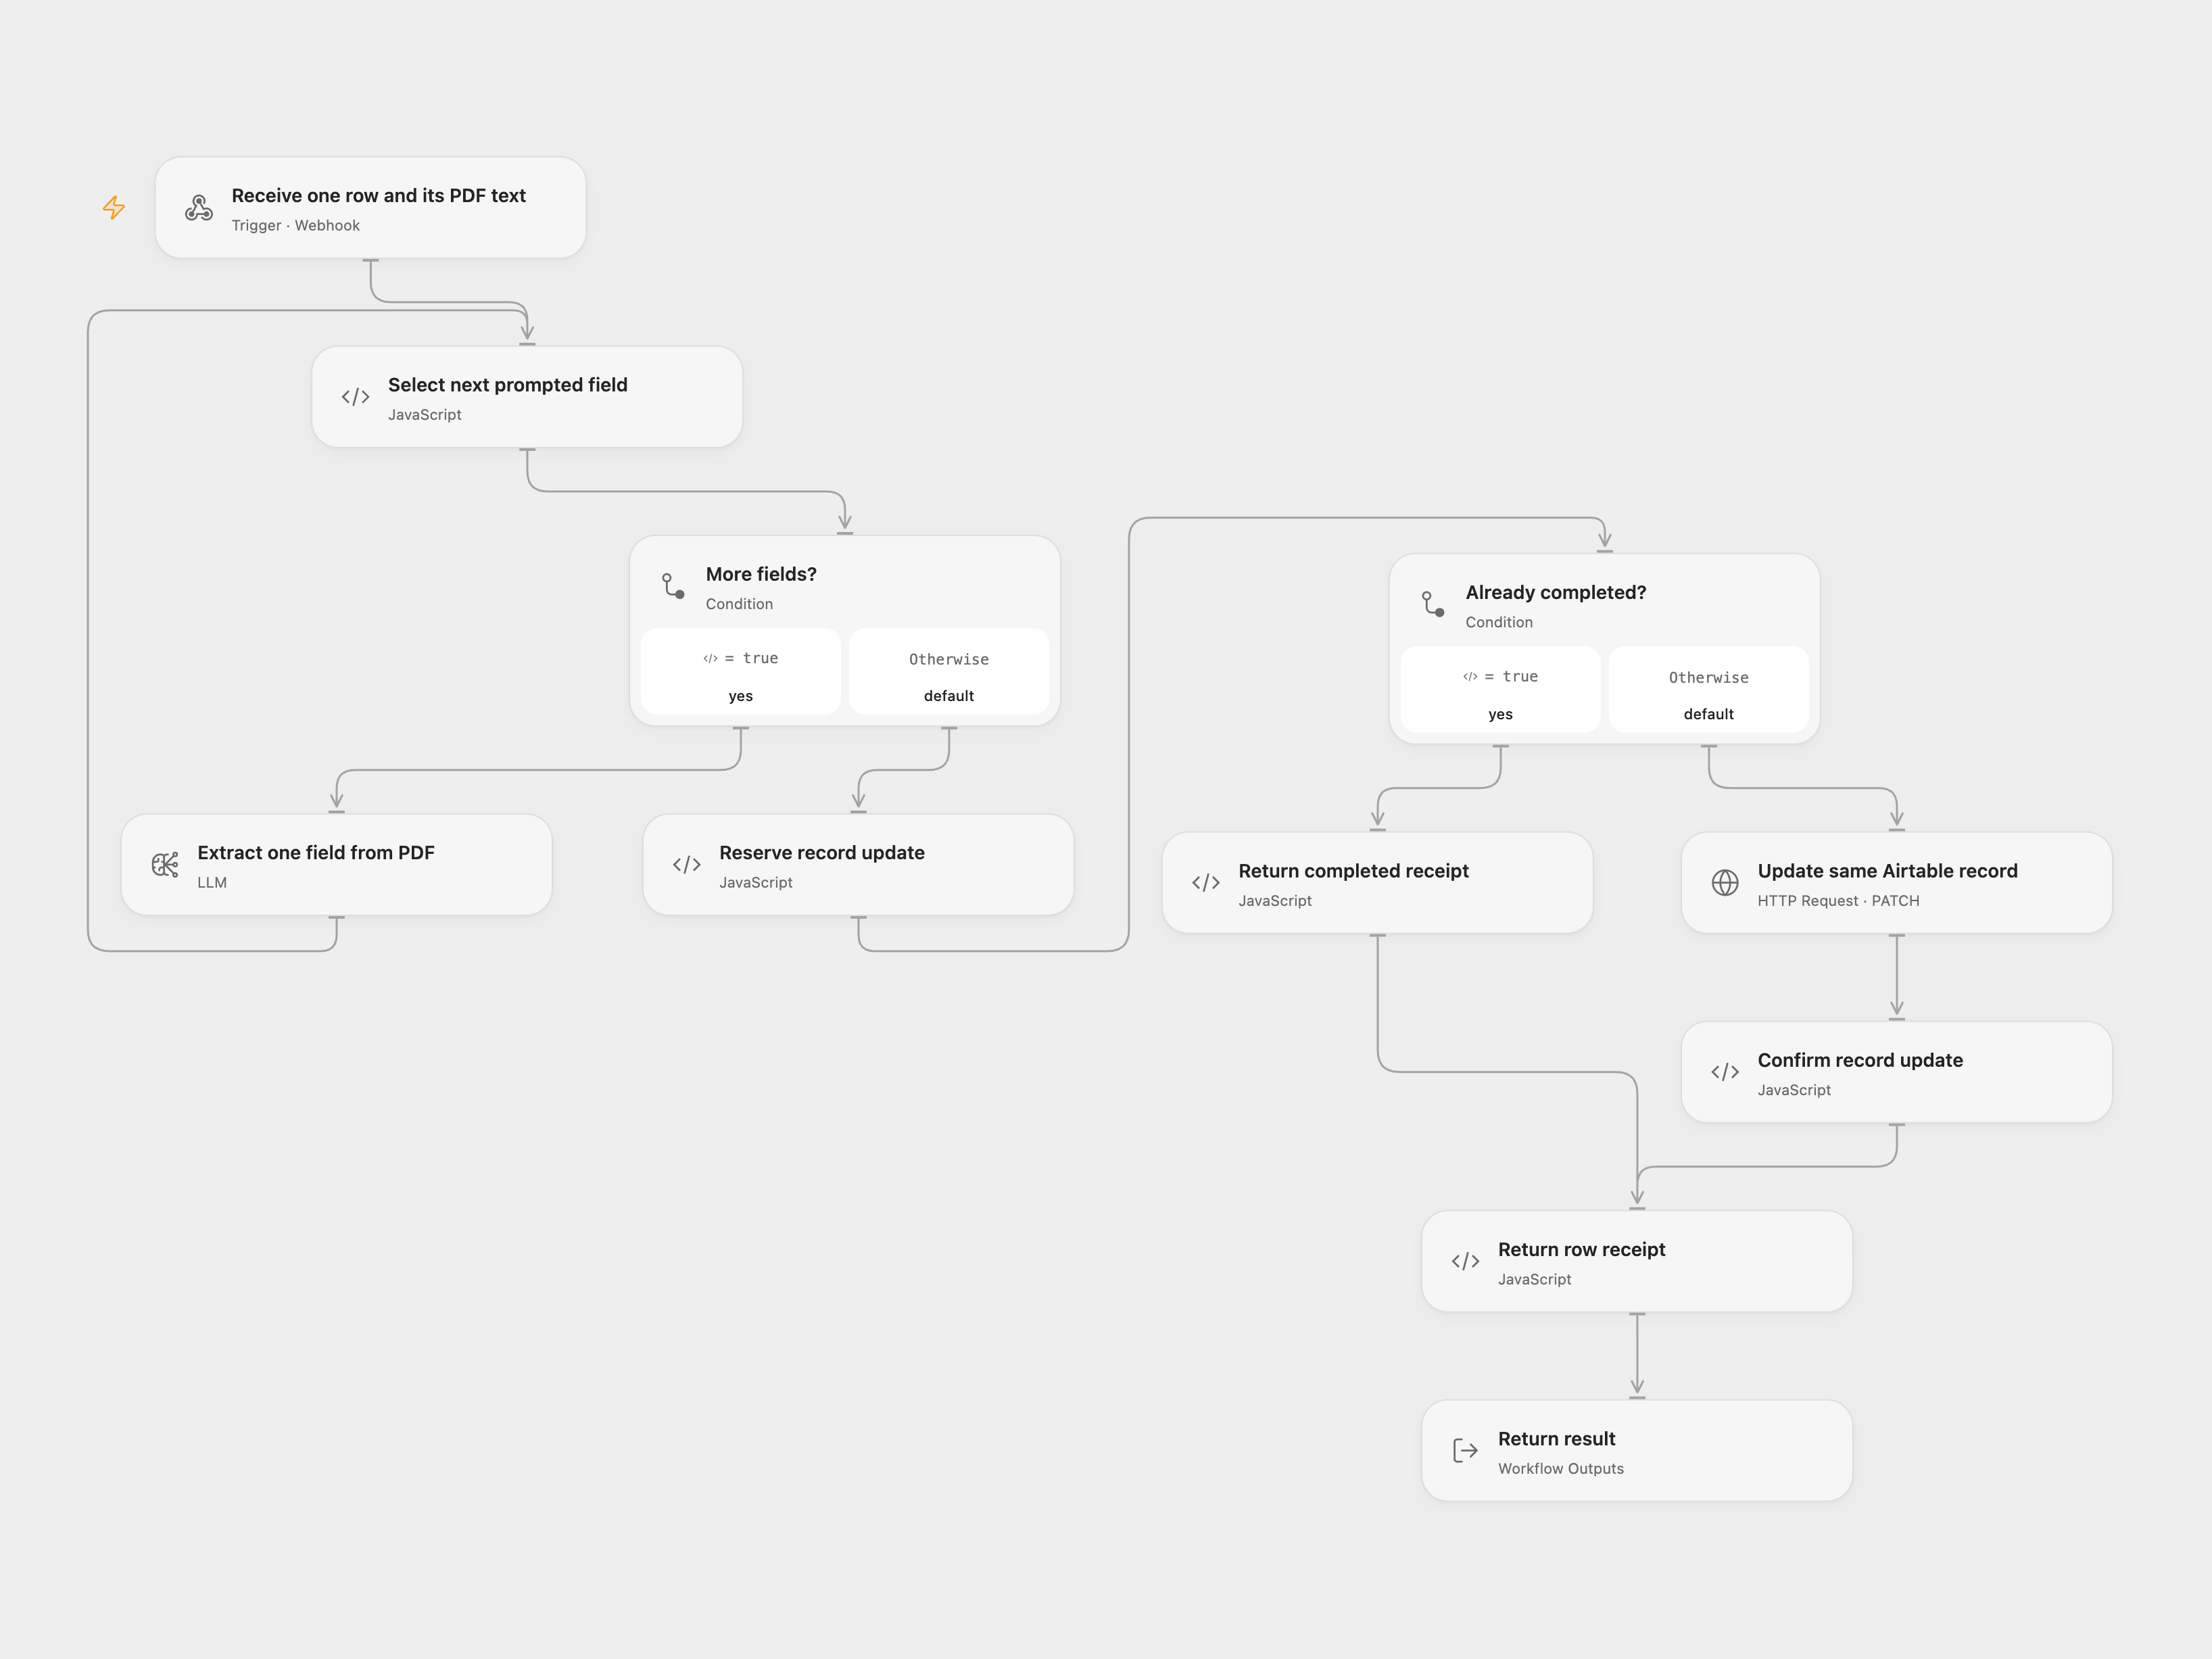 Receive one row and its PDF text
Trigger · Webhook
Select next prompted field
JavaScript
More fields?
Condition
</> = true
yes
Otherwise
default
Extract one field from PDF
LLM
Reserve record update
JavaScript
Already completed?
Condition
</> = true
yes
Otherwise
default
Return completed receipt
JavaScript
Update same Airtable record
HTTP Request · PATCH
Confirm record update
JavaScript
Return row receipt
JavaScript
Return result
Workflow Outputs